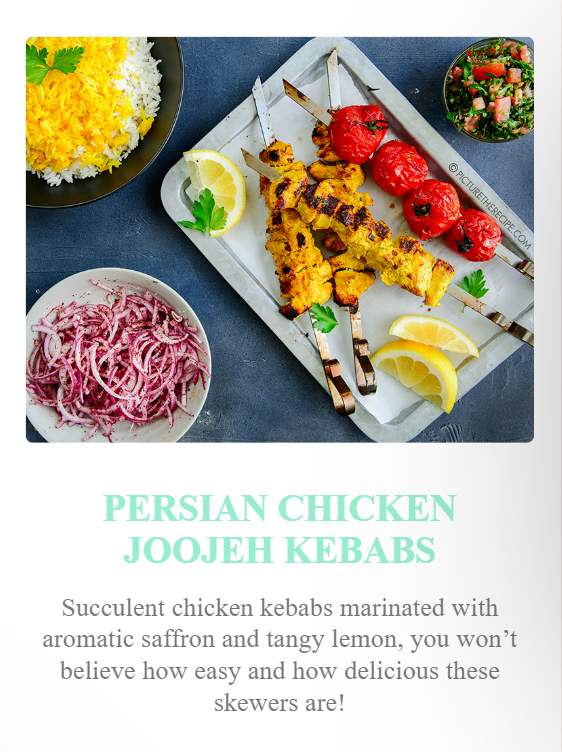 © PICTURETHERECIPE.COM
PERSIAN CHICKEN
JOOJEH KEBABS
Succulent chicken kebabs marinated with
aromatic saffron and tangy lemon, you won’t
believe how easy and how delicious these
skewers are!